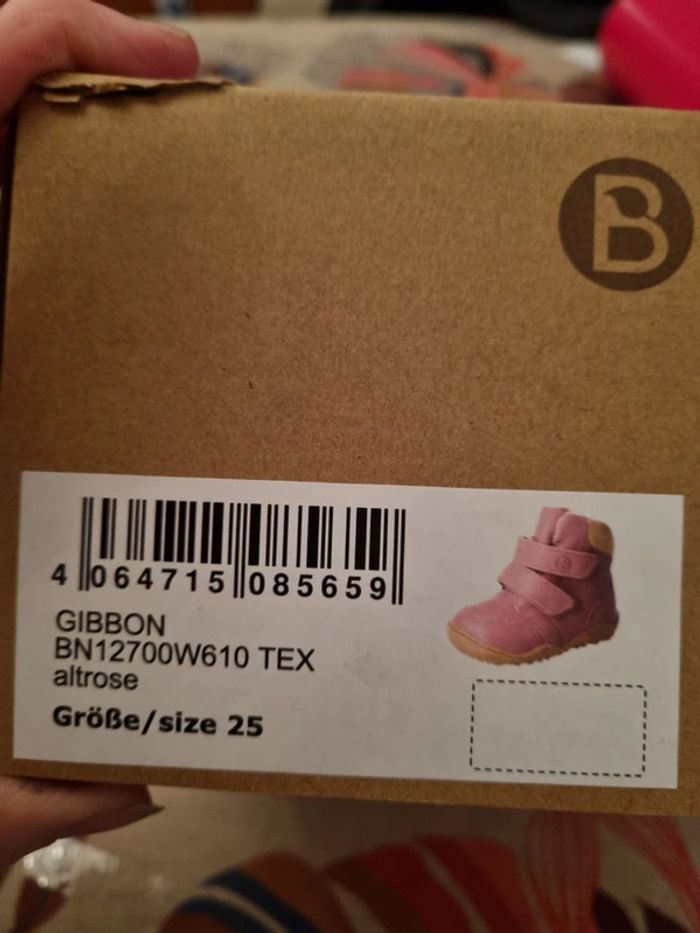 B
4 064715 085659
GIBBON
BN12700W610 TEX
altrose
Größe/size 25